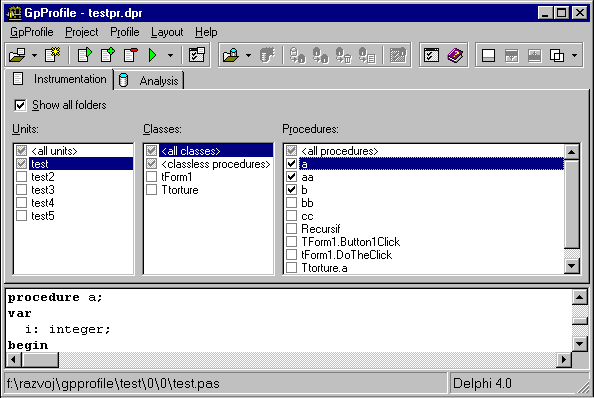 GpProfile - testpr.dpr
GpProfile Project Profile Layout Help
Instrumentation Analysis
Show all folders
Units: Classes: Procedures:
<all units> <all classes> <all procedures>
test <classless procedures> a
test2 tForm1 aa
test3 Ttorture b
test4 bb
test5 cc
Recursif
TForm1.Button1Click
tForm1.DoTheClick
Ttorture.a
procedure a;
var
i: integer;
begin
f:\razvoj\gpprofile\test\0\0\test.pas Delphi 4.0